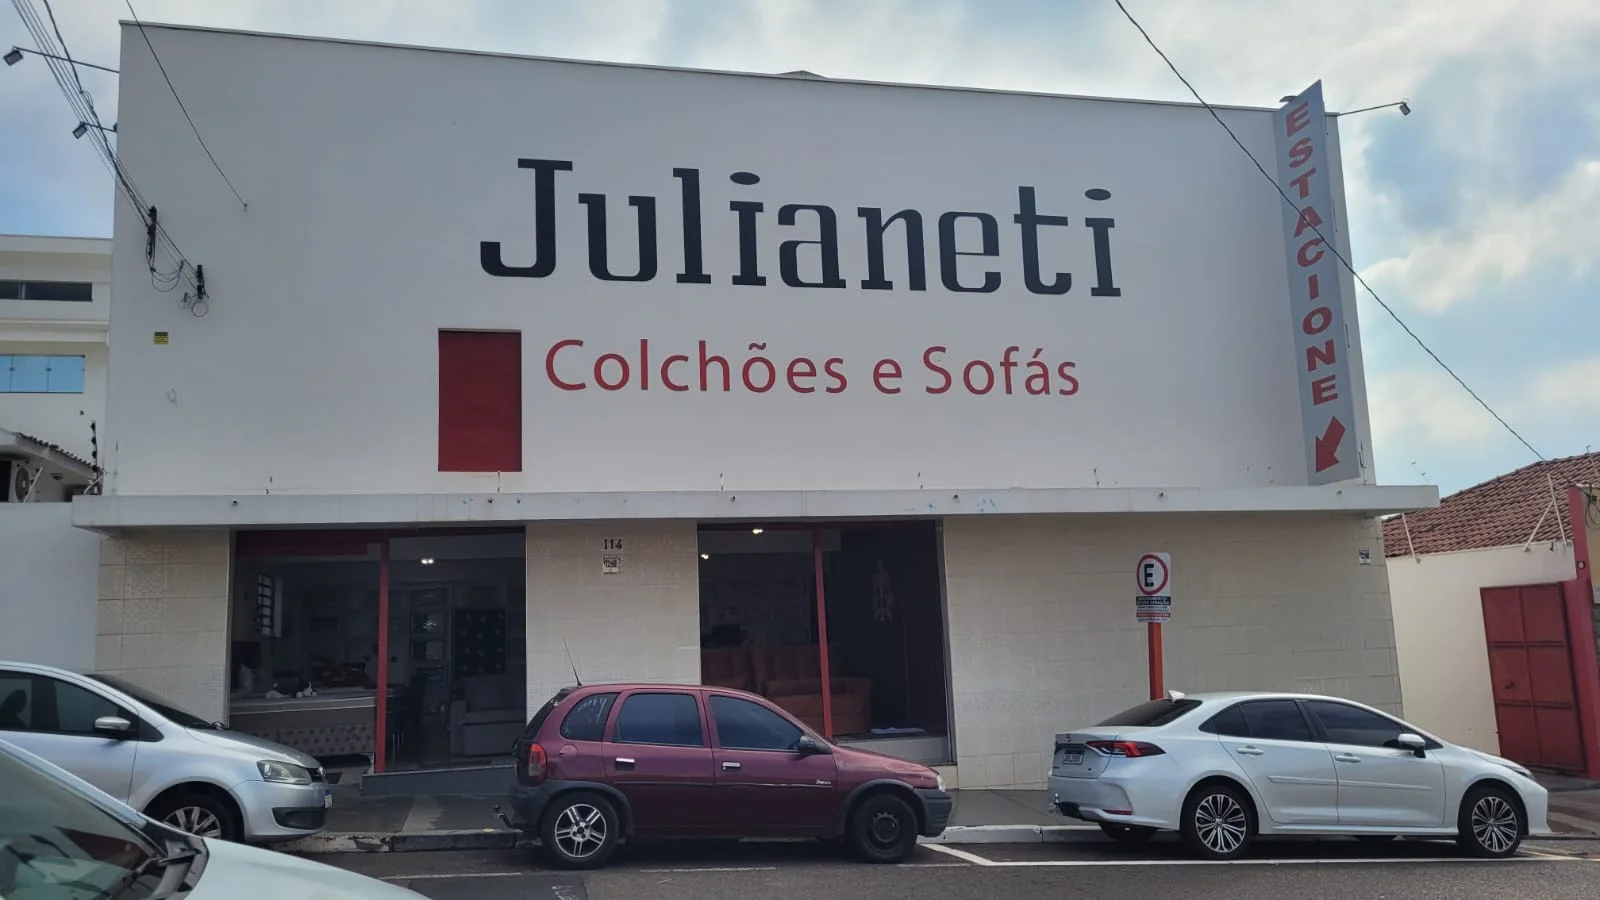 Julianeti
Colchões e Sofás
ESTACIONE
114
E